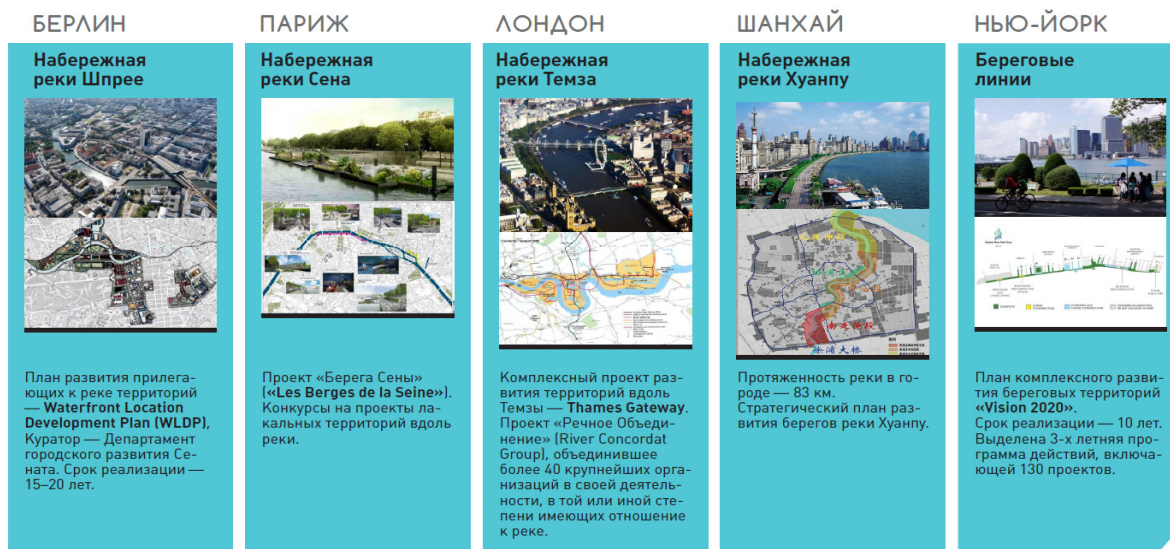 БЕРЛИН
Набережная
реки Шпрее
План развития прилега-
ющих к реке территорий
— Waterfront Location
Development Plan (WLDP),
Куратор — Департамент
городского развития Се-
ната. Срок реализации —
15–20 лет.
ПАРИЖ
Набережная
реки Сена
Проект «Берега Сены»
(«Les Berges de la Seine»).
Конкурсы на проекты ла-
кальных территорий вдоль
реки.
ЛОНДОН
Набережная
реки Темза
Комплексный проект раз-
вития территорий вдоль
Темзы — Thames Gateway.
Проект «Речное Объеди-
нение» (River Concordat
Group), объединившее
более 40 крупнейших орга-
низаций в своей деятель-
ности, в той или иной сте-
пени имеющих отношение
к реке.
ШАНХАЙ
Набережная
реки Хуанпу
Протяженность реки в го-
роде — 83 км.
Стратегический план раз-
вития берегов реки Хуанпу.
НЬЮ-ЙОРК
Береговые
линии
План комплексного разви-
тия береговых территорий
«Vision 2020».
Срок реализации — 10 лет.
Выделена 3-х летняя про-
грамма действий, включа-
ющей 130 проектов.